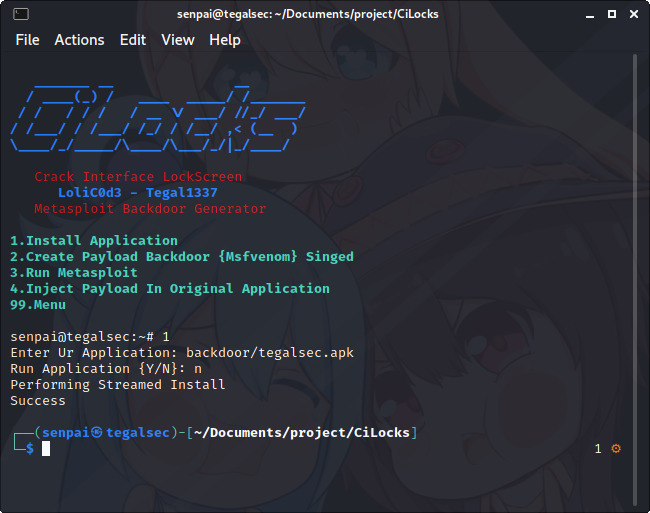 senpai@tegalsec: ~/Documents/project/CiLocks
File Actions Edit View Help
CiLocks
Crack Interface LockScreen
LoliC0d3 – Tegal1337
Metasploit Backdoor Generator
1.Install Application
2.Create Payload Backdoor {Msfvenom} Singed
3.Run Metasploit
4.Inject Payload In Original Application
99.Menu
senpai@tegalsec:~# 1
Enter Ur Application: backdoor/tegalsec.apk
Run Application {Y/N}: n
Performing Streamed Install
Success
┌──(senpai㉿tegalsec)-[~/Documents/project/CiLocks]
└─$
1 ⚙